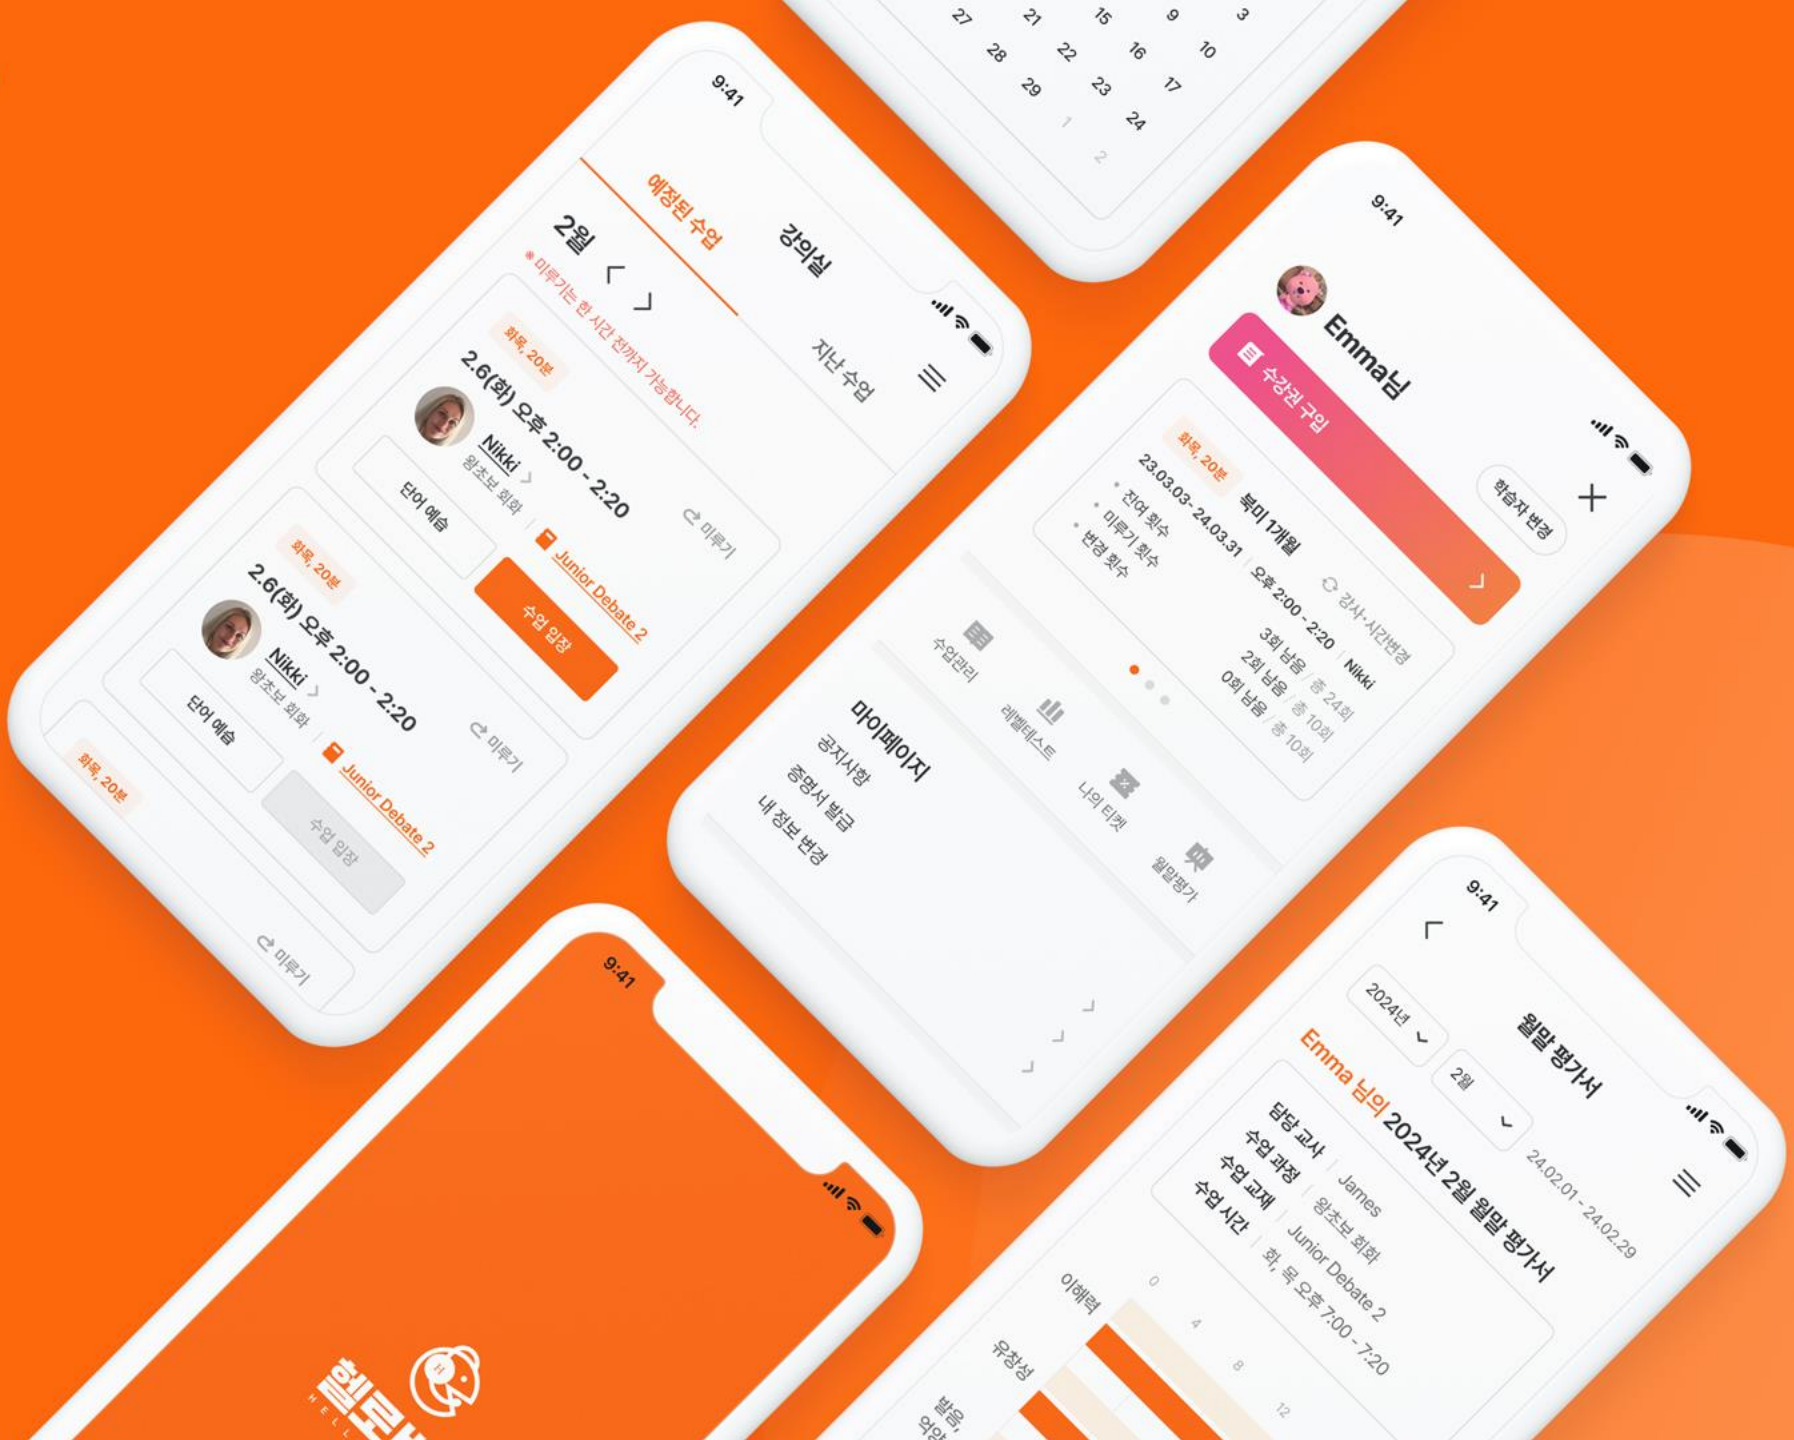 9:41
예정된 수업
강의실
지난 수업
2월
※ 미루기는 한 시간 전까지 가능합니다.
화목, 20분
2.6(화) 오후 2:00 - 2:20
미루기
Nikki
왕초보 회화
Junior Debate 2
단어 예습
수업 입장
화목, 20분
2.6(화) 오후 2:00 - 2:20
미루기
Nikki
왕초보 회화
Junior Debate 2
단어 예습
수업 입장
화목, 20분
미루기
27 21 15 9 3
28 22 16 10
29 23 17
1 24
2
9:41
Emma님
학습자 변경
수강권 구입
화목, 20분 북미 1개월
강사·시간변경
23.03.03- 24.03.31 오후 2:00 - 2:20 Nikki
잔여 횟수 3회 남음 / 총 24회
미루기 횟수 2회 남음 / 총 10회
변경 횟수 0회 남음 / 총 10회
수업관리
레벨테스트
나의 티켓
월말평가
마이페이지
공지사항
증명서 발급
내 정보 변경
9:41
H
헬로
HELL
9:41
월말 평가서
2024년
2월
24.02.01 - 24.02.29
Emma 님의 2024년 2월 월말 평가서
담당 교사 James
수업 과정 왕초보 회화
수업 교재 Junior Debate 2
수업 시간 화, 목 오후 7:00 - 7:20
0 4 8 12
이해력
유창성
발음,
억양